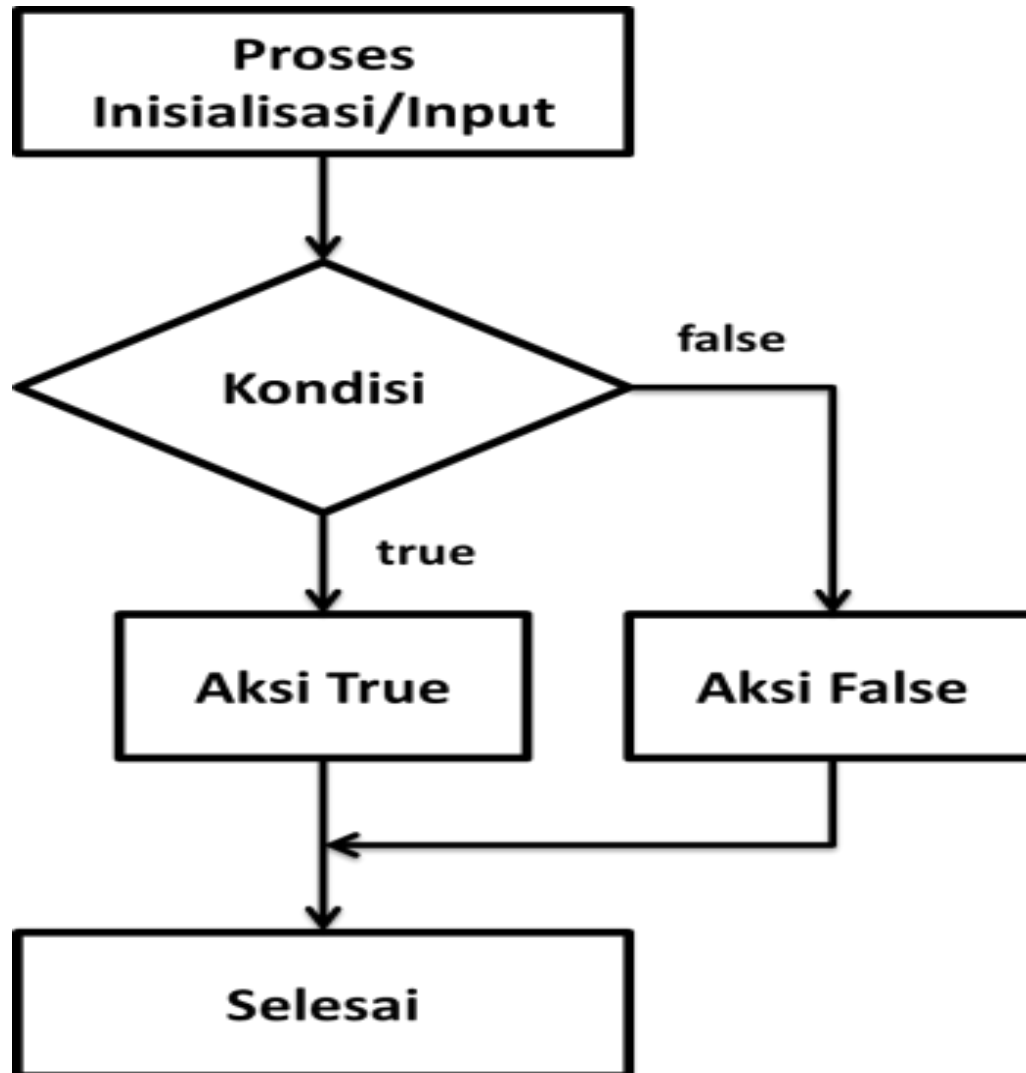 Proses
Inisialisasi/Input
Kondisi
false
true
Aksi True
Aksi False
Selesai